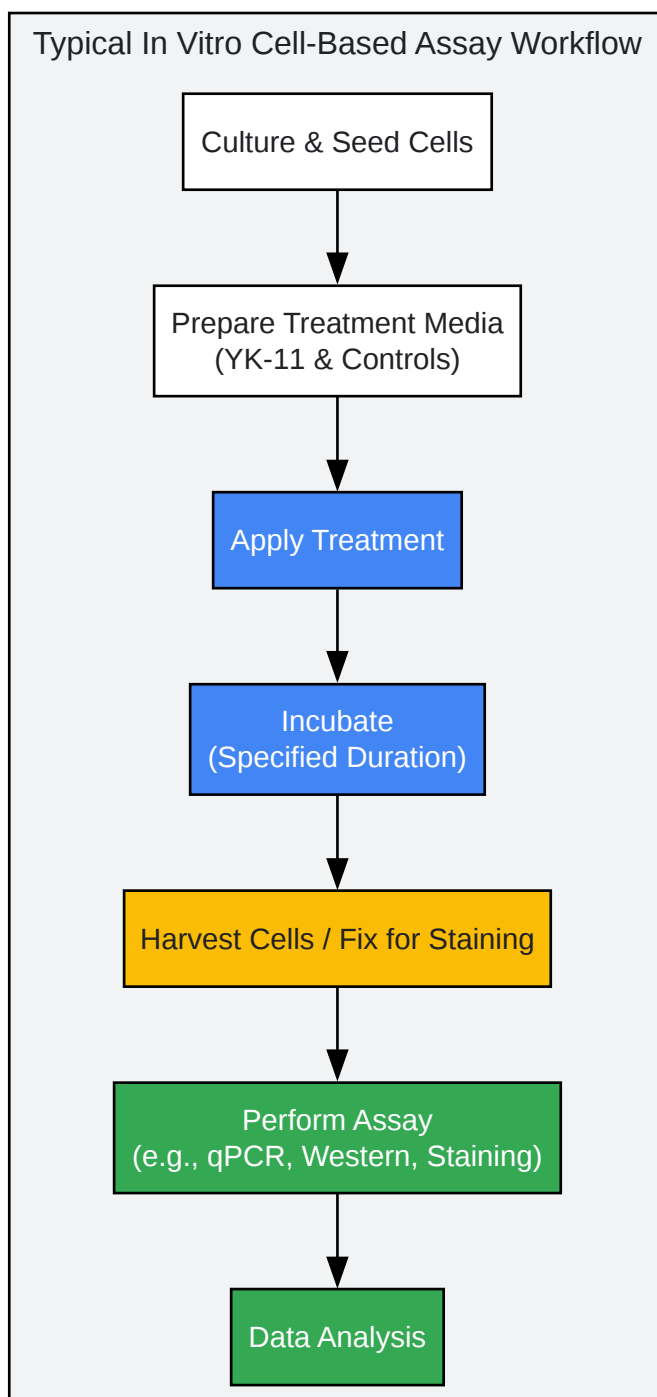 Typical In Vitro Cell-Based Assay Workflow
Culture & Seed Cells
Prepare Treatment Media
(YK-11 & Controls)
Apply Treatment
Incubate
(Specified Duration)
Harvest Cells / Fix for Staining
Perform Assay
(e.g., qPCR, Western, Staining)
Data Analysis